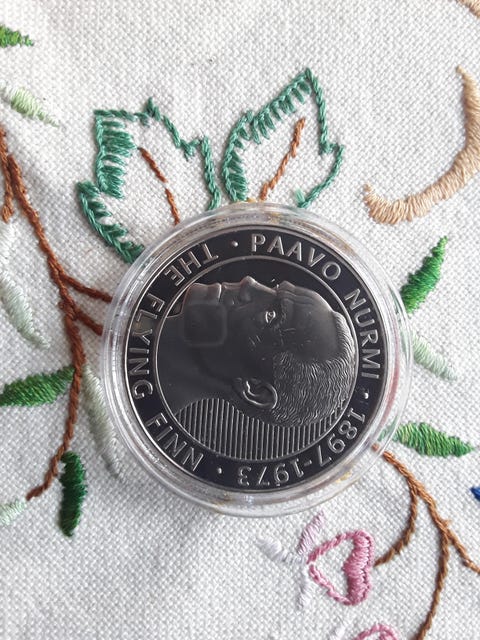 THE FLYING FINN · PAAVO NURMI · 1897-1973 ·